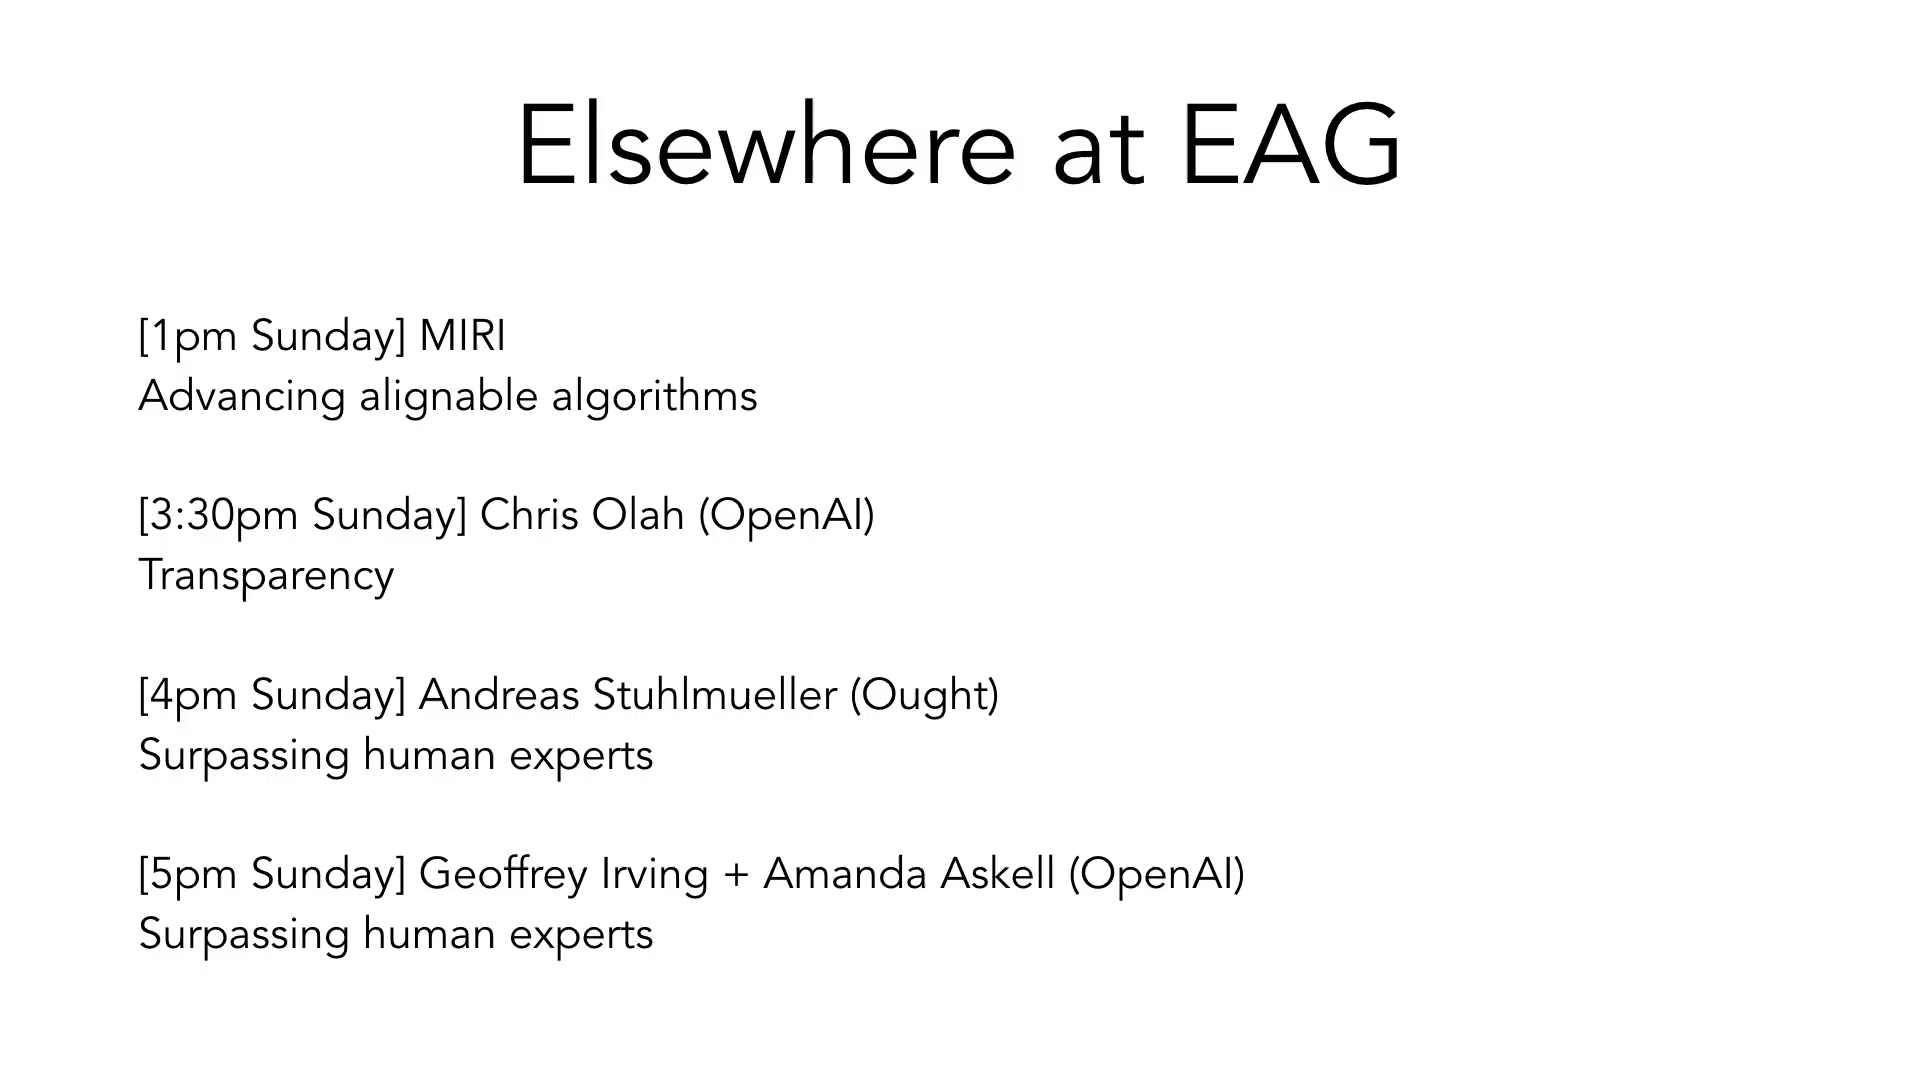 Elsewhere at EAG
[1pm Sunday] MIRI
Advancing alignable algorithms
[3:30pm Sunday] Chris Olah (OpenAI)
Transparency
[4pm Sunday] Andreas Stuhlmueller (Ought)
Surpassing human experts
[5pm Sunday] Geoffrey Irving + Amanda Askell (OpenAI)
Surpassing human experts